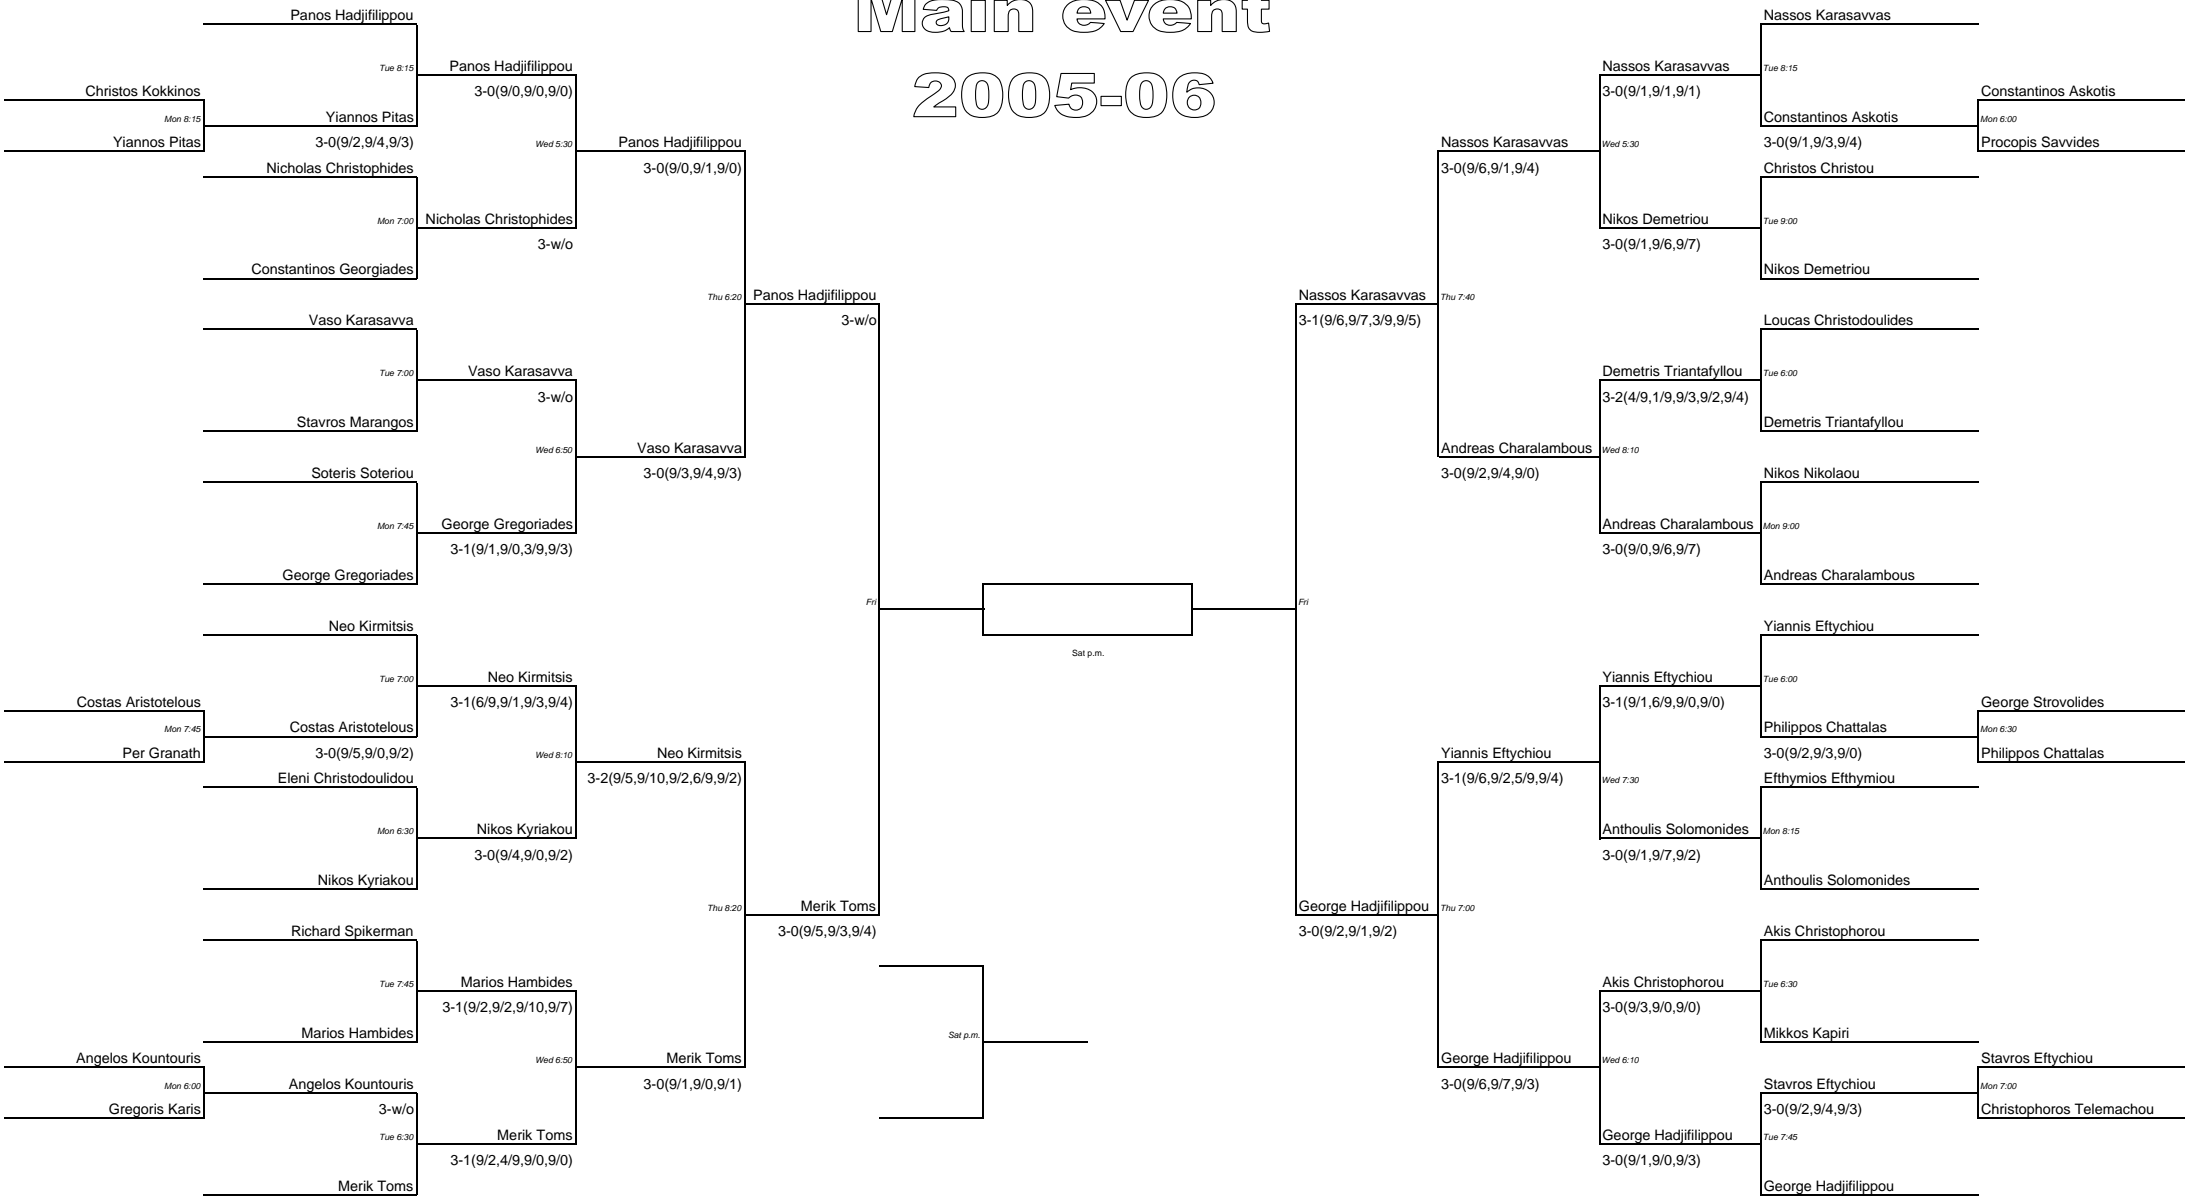 Main event
2005-06
Panos Hadjifilippou
Tue 8:15
Christos Kokkinos
Mon 8:15
Yiannos Pitas
Yiannos Pitas
3-0(9/2,9/4,9/3)
Panos Hadjifilippou
3-0(9/0,9/0,9/0)
Wed 5:30
Nicholas Christophides
Mon 7:00
Nicholas Christophides
3-w/o
Constantinos Georgiades
Panos Hadjifilippou
3-0(9/0,9/1,9/0)
Thu 6:20
Panos Hadjifilippou
3-w/o
Vaso Karasavva
Tue 7:00
Vaso Karasavva
3-w/o
Stavros Marangos
Wed 6:50
Vaso Karasavva
3-0(9/3,9/4,9/3)
Soteris Soteriou
Mon 7:45
George Gregoriades
3-1(9/1,9/0,3/9,9/3)
George Gregoriades
Fri
Neo Kirmitsis
Tue 7:00
Neo Kirmitsis
3-1(6/9,9/1,9/3,9/4)
Costas Aristotelous
Mon 7:45
Per Granath
Costas Aristotelous
3-0(9/5,9/0,9/2)
Wed 8:10
Neo Kirmitsis
3-2(9/5,9/10,9/2,6/9,9/2)
Eleni Christodoulidou
Mon 6:30
Nikos Kyriakou
3-0(9/4,9/0,9/2)
Nikos Kyriakou
Thu 8:20
Merik Toms
3-0(9/5,9/3,9/4)
Richard Spikerman
Tue 7:45
Marios Hambides
3-1(9/2,9/2,9/10,9/7)
Marios Hambides
Wed 6:50
Merik Toms
3-0(9/1,9/0,9/1)
Angelos Kountouris
Mon 6:00
Gregoris Karis
Angelos Kountouris
3-w/o
Tue 6:30
Merik Toms
3-1(9/2,4/9,9/0,9/0)
Merik Toms
Sat p.m.
Sat p.m.
Nassos Karasavvas
Tue 8:15
Nassos Karasavvas
3-0(9/1,9/1,9/1)
Constantinos Askotis
3-0(9/1,9/3,9/4)
Constantinos Askotis
Mon 6:00
Procopis Savvides
Wed 5:30
Nassos Karasavvas
3-0(9/6,9/1,9/4)
Christos Christou
Tue 9:00
Nikos Demetriou
3-0(9/1,9/6,9/7)
Nikos Demetriou
Nassos Karasavvas
3-1(9/6,9/7,3/9,9/5)
Thu 7:40
Loucas Christodoulides
Tue 6:00
Demetris Triantafyllou
3-2(4/9,1/9,9/3,9/2,9/4)
Demetris Triantafyllou
Andreas Charalambous
3-0(9/2,9/4,9/0)
Wed 8:10
Nikos Nikolaou
Mon 9:00
Andreas Charalambous
3-0(9/0,9/6,9/7)
Andreas Charalambous
Fri
Yiannis Eftychiou
Tue 6:00
Yiannis Eftychiou
3-1(9/1,6/9,9/0,9/0)
Philippos Chattalas
3-0(9/2,9/3,9/0)
George Strovolides
Mon 6:30
Philippos Chattalas
Yiannis Eftychiou
3-1(9/6,9/2,5/9,9/4)
Wed 7:30
Efthymios Efthymiou
Mon 8:15
Anthoulis Solomonides
3-0(9/1,9/7,9/2)
Anthoulis Solomonides
George Hadjifilippou
3-0(9/2,9/1,9/2)
Thu 7:00
Akis Christophorou
Tue 6:30
Akis Christophorou
3-0(9/3,9/0,9/0)
Mikkos Kapiri
George Hadjifilippou
3-0(9/6,9/7,9/3)
Wed 6:10
Stavros Eftychiou
3-0(9/2,9/4,9/3)
Stavros Eftychiou
Mon 7:00
Christophoros Telemachou
George Hadjifilippou
3-0(9/1,9/0,9/3)
Tue 7:45
George Hadjifilippou